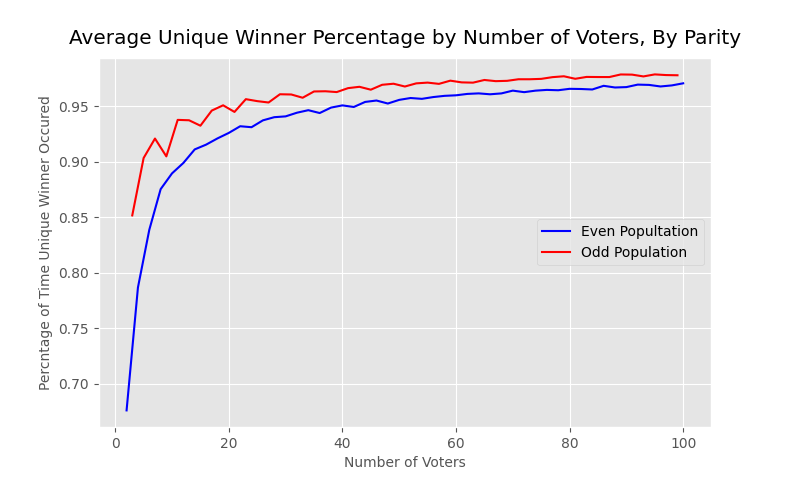 Average Unique Winner Percentage by Number of Voters, By Parity
Percntage of Time Unique Winner Occured
0.95
0.90
0.85
0.80
0.75
0.70
Even Popultation
Odd Population
0 20 40 60 80 100
Number of Voters